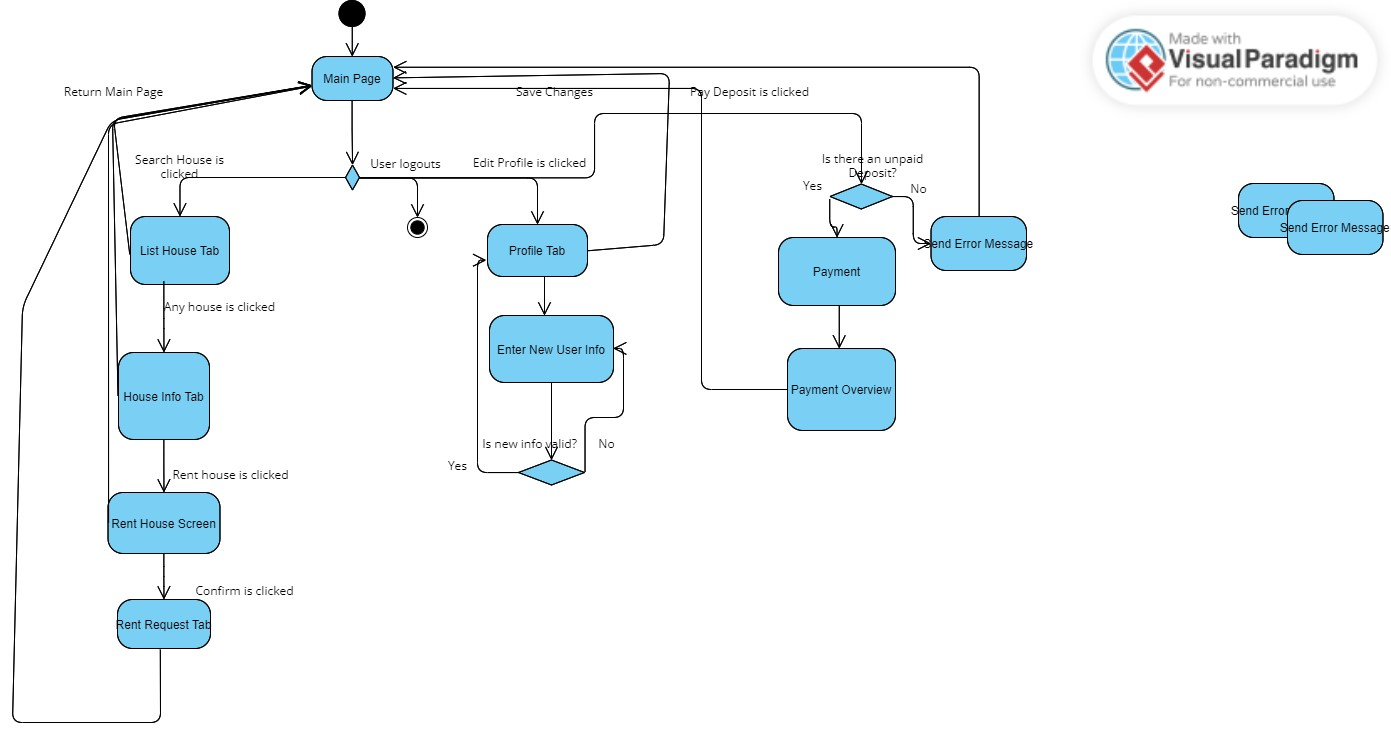 Made with
Visual Paradigm
For non-commercial use
Main Page
Return Main Page
Save Changes
Pay Deposit is clicked
Search House is
clicked
User logouts
Edit Profile is clicked
Is there an unpaid
Deposit?
Yes
No
Send Error
Send Error Message
Send Error Message
List House Tab
Profile Tab
Payment
Any house is clicked
Enter New User Info
House Info Tab
Payment Overview
Is new info valid?
No
Yes
Rent house is clicked
Rent House Screen
Confirm is clicked
Rent Request Tab